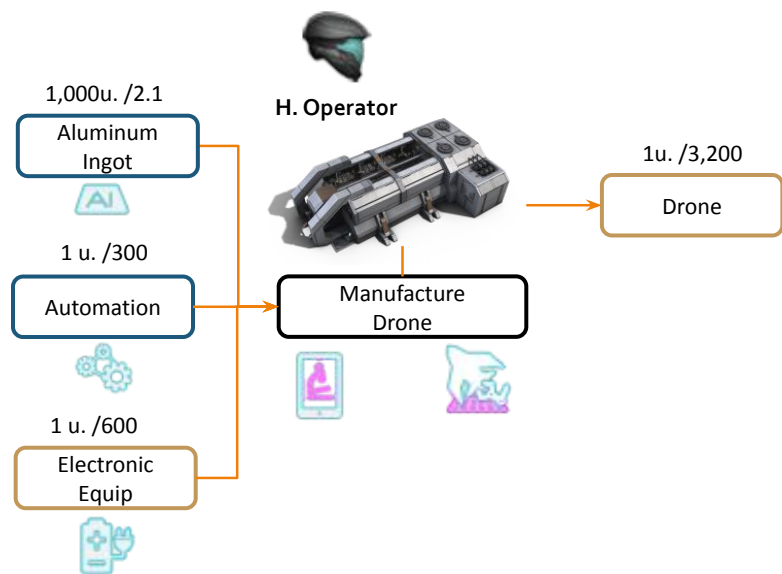 H. Operator
1,000u. /2.1
Aluminum
Ingot
Al
1 u. /300
Automation
1 u. /600
Electronic
Equip
Manufacture
Drone
1u. /3,200
Drone